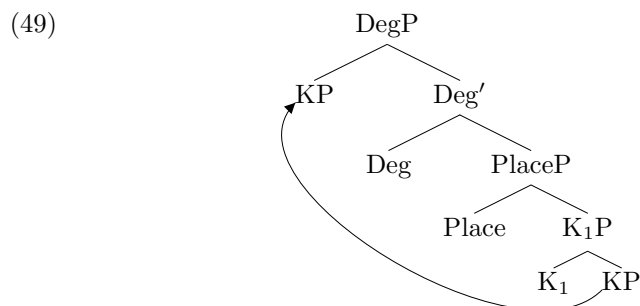 (49) DegP
KP Deg′
Deg PlaceP
Place K₁P
K₁ KP